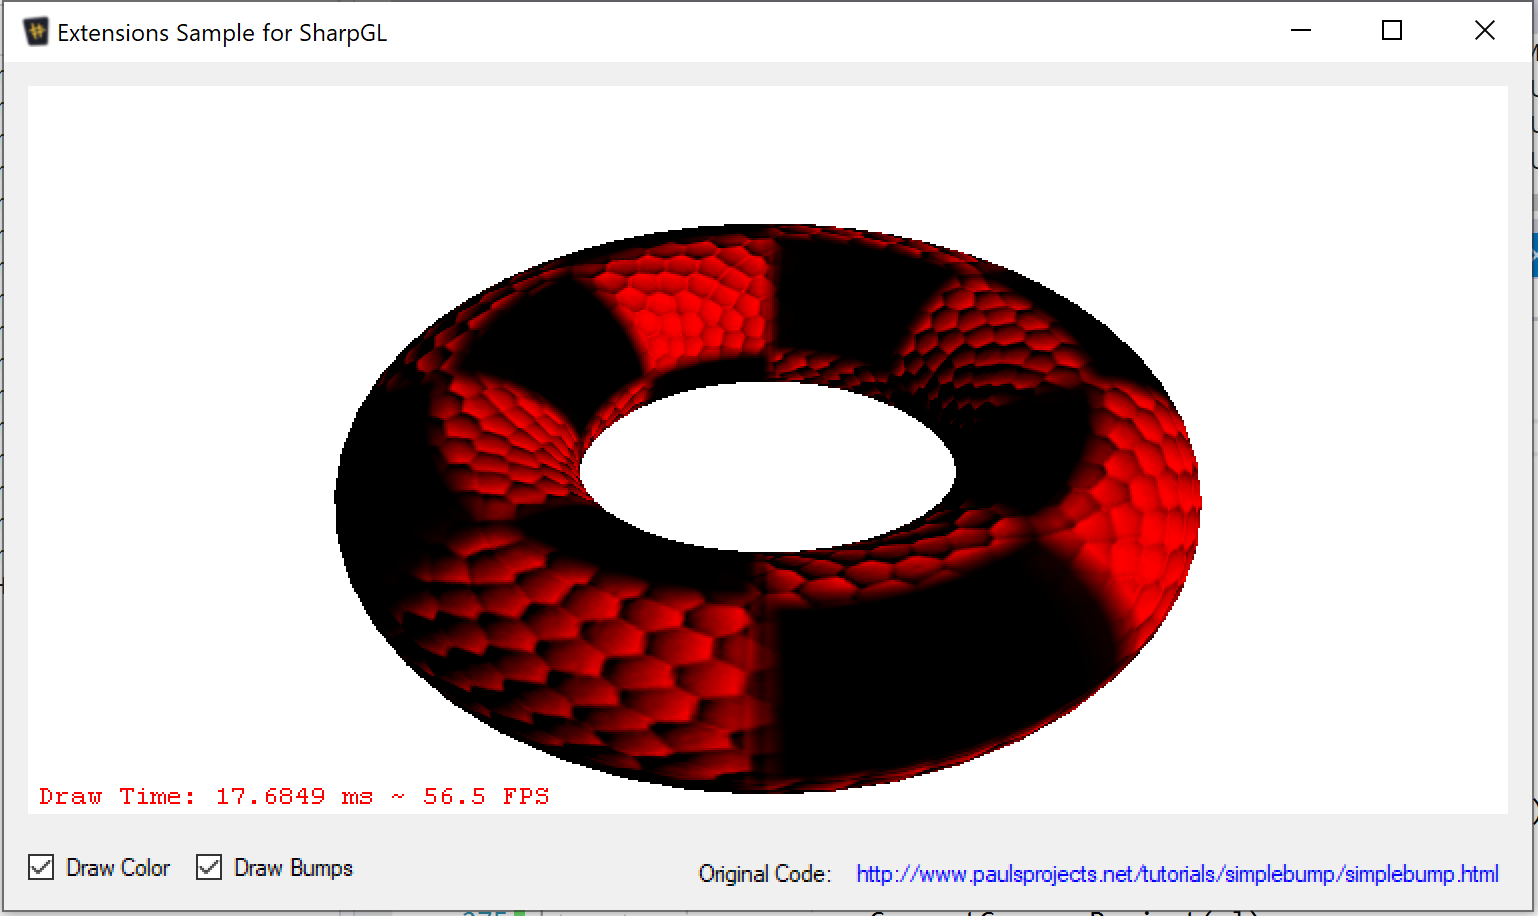 Extensions Sample for SharpGL
Draw Time: 17.6849 ms ~ 56.5 FPS
Draw Color
Draw Bumps
Original Code:
http://www.paulsprojects.net/tutorials/simplebump/simplebump.html